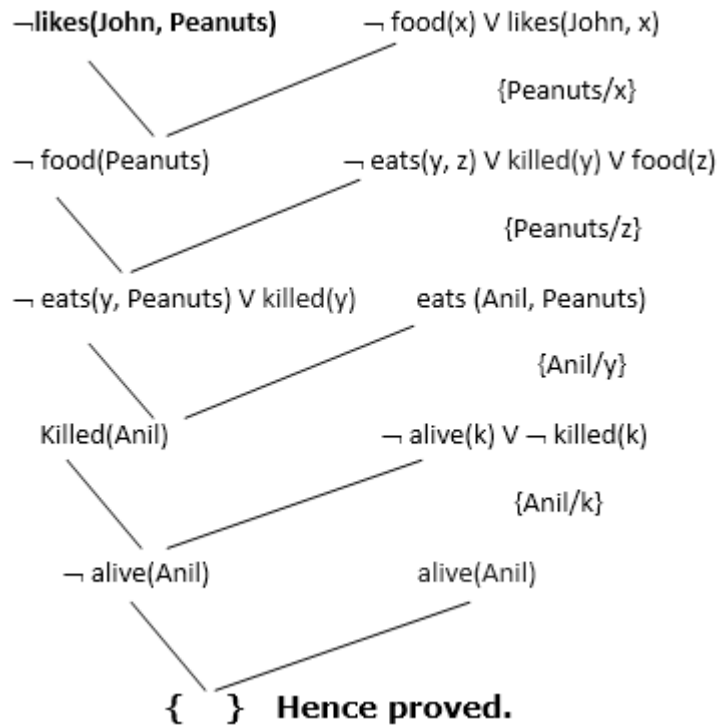 ¬likes(John, Peanuts) ¬ food(x) V likes(John, x)
{Peanuts/x}
¬ food(Peanuts) ¬ eats(y, z) V killed(y) V food(z)
{Peanuts/z}
¬ eats(y, Peanuts) V killed(y) eats (Anil, Peanuts)
{Anil/y}
Killed(Anil) ¬ alive(k) V ¬ killed(k)
{Anil/k}
¬ alive(Anil) alive(Anil)
{ } Hence proved.